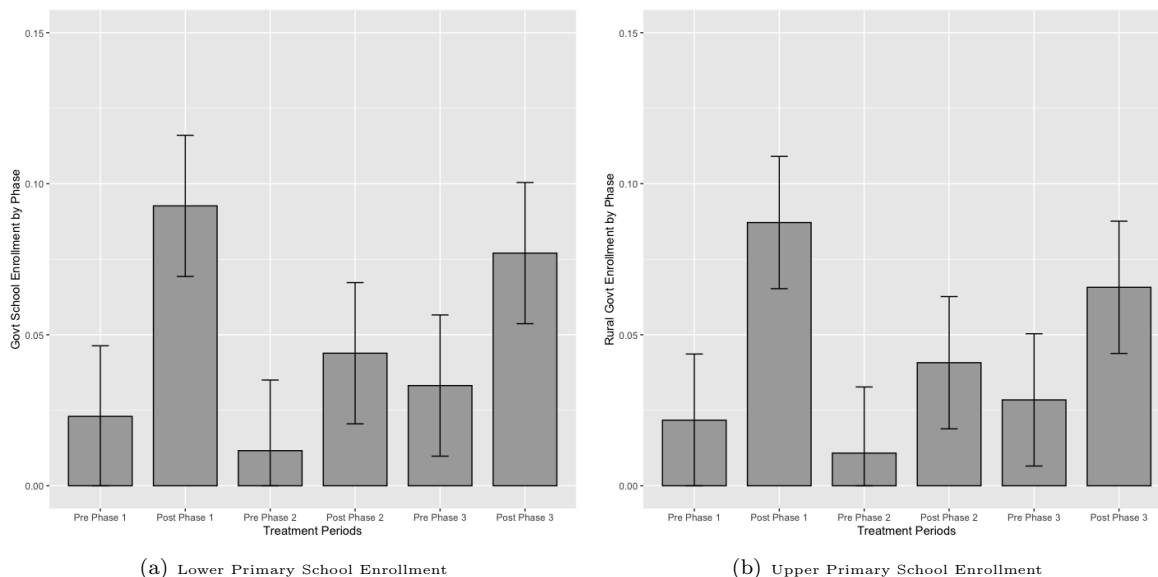 0.15
0.10
0.05
0.00
Govt School Enrollment by Phase
Pre Phase 1 Post Phase 1 Pre Phase 2 Post Phase 2 Pre Phase 3 Post Phase 3
Treatment Periods
(a) Lower Primary School Enrollment
0.15
0.10
0.05
0.00
Rural Govt Enrollment by Phase
Pre Phase 1 Post Phase 1 Pre Phase 2 Post Phase 2 Pre Phase 3 Post Phase 3
Treatment Periods
(b) Upper Primary School Enrollment